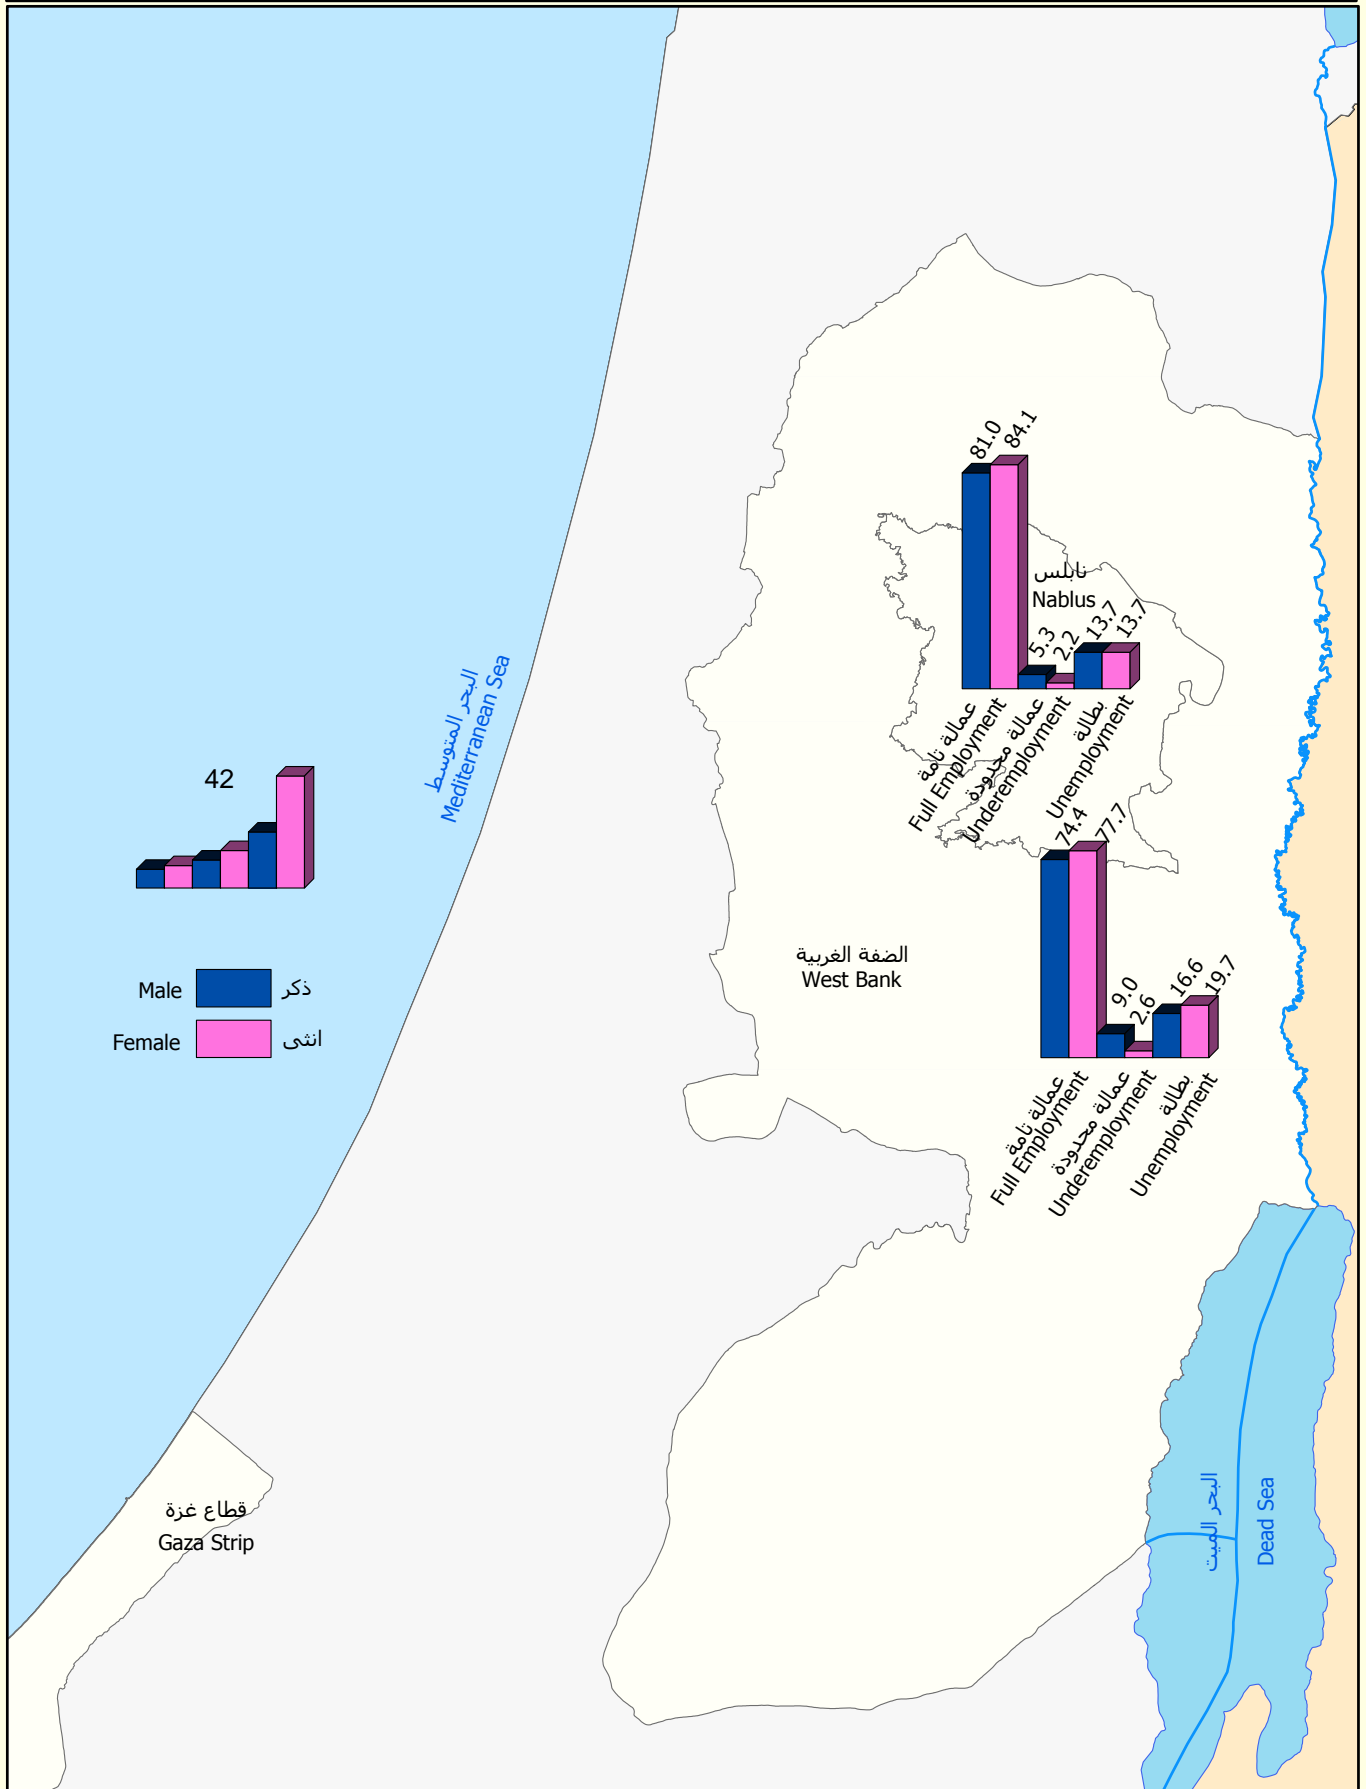 81.0
84.1
نابلس
Nablus
5.3
2.2
13.7
13.7
عمالة تامة
Full Employment
عمالة محدودة
Underemployment
بطالة
Unemployment
البحر المتوسط
Mediterranean Sea
42
74.4
77.7
الضفة الغربية
West Bank
Male
ذكر
Female
انثى
9.0
2.6
16.6
19.7
عمالة تامة
Full Employment
عمالة محدودة
Underemployment
بطالة
Unemployment
قطاع غزة
Gaza Strip
البحر الميت
Dead Sea